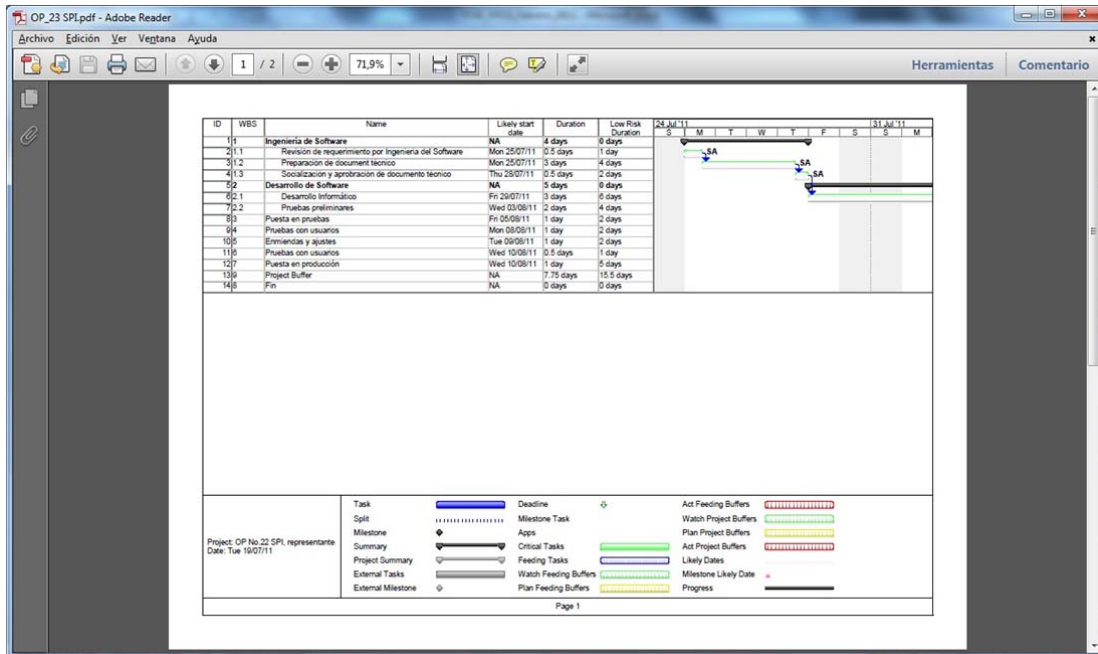 OP_23 SPI.pdf - Adobe Reader
Archivo Edición Ver Ventana Ayuda
1 / 2 71,9% Herramientas Comentario
ID WBS Name Likely start date Duration Low Risk Duration 24 Jul '11 31 Jul '11
S M T W T F S S M
1 1 Ingeniería de Software NA 4 days 0 days
2 1.1 Revisión de requerimiento por Ingeniería del Software Mon 25/07/11 0.5 days 1 day SA
3 1.2 Preparación de document técnico Mon 25/07/11 3 days 4 days SA
4 1.3 Socialización y aprobación de documento técnico Thu 28/07/11 0.5 days 2 days SA
5 2 Desarrollo de Software NA 5 days 0 days
6 2.1 Desarrollo Informático Fri 29/07/11 3 days 6 days
7 2.2 Pruebas preliminares Wed 03/08/11 2 days 4 days
8 3 Puesta en pruebas Fri 05/08/11 1 day 2 days
9 4 Pruebas con usuarios Mon 08/08/11 1 day 2 days
10 5 Enmiendas y ajustes Tue 09/08/11 1 day 2 days
11 6 Pruebas con usuarios Wed 10/08/11 0.5 days 1 day
12 7 Puesta en producción Wed 10/08/11 1 day 5 days
13 9 Project Buffer NA 7.75 days 15.5 days
14 8 Fin NA 0 days 0 days
Project: OP No.22 SPI, representante
Date: Tue 19/07/11
Task Deadline Act Feeding Buffers
Split Milestone Task Watch Project Buffers
Milestone Apps Plan Project Buffers
Summary Critical Tasks Act Project Buffers
Project Summary Feeding Tasks Likely Dates
External Tasks Watch Feeding Buffers Milestone Likely Date
External Milestone Plan Feeding Buffers Progress
Page 1